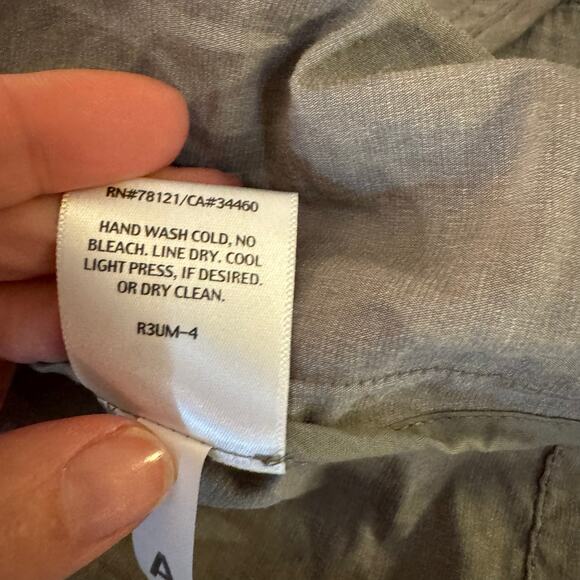 RN#78121/CA#34460
HAND WASH COLD, NO
BLEACH. LINE DRY. COOL
LIGHT PRESS, IF DESIRED.
OR DRY CLEAN.
R3UM-4
A